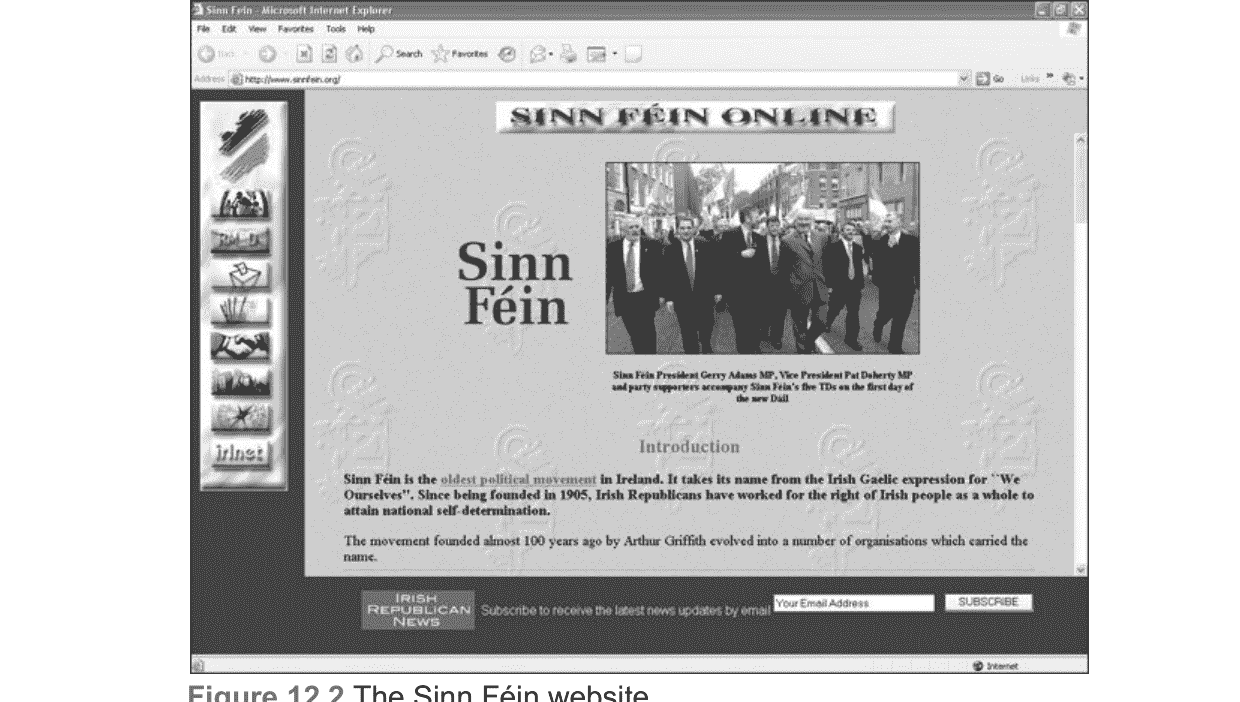 Sinn Fein - Microsoft Internet Explorer
File Edit View Favorites Tools Help
Back Search Favorites
Address http://www.sinnfein.org/ Go Links »
SINN FÉIN ONLINE
Sinn
Féin
Sinn Féin President Gerry Adams MP, Vice President Pat Doherty MP
and party supporters accompany Sinn Féin's five TDs on the first day of
the new Dáil
Introduction
Sinn Féin is the oldest political movement in Ireland. It takes its name from the Irish Gaelic expression for ``We
Ourselves''. Since being founded in 1905, Irish Republicans have worked for the right of Irish people as a whole to
attain national self-determination.
The movement founded almost 100 years ago by Arthur Griffith evolved into a number of organisations which carried the
name.
irlnet
IRISH
REPUBLICAN
NEWS
Subscribe to receive the latest news updates by email
Your Email Address
SUBSCRIBE
Internet
Figure 12.2 The Sinn Féin website